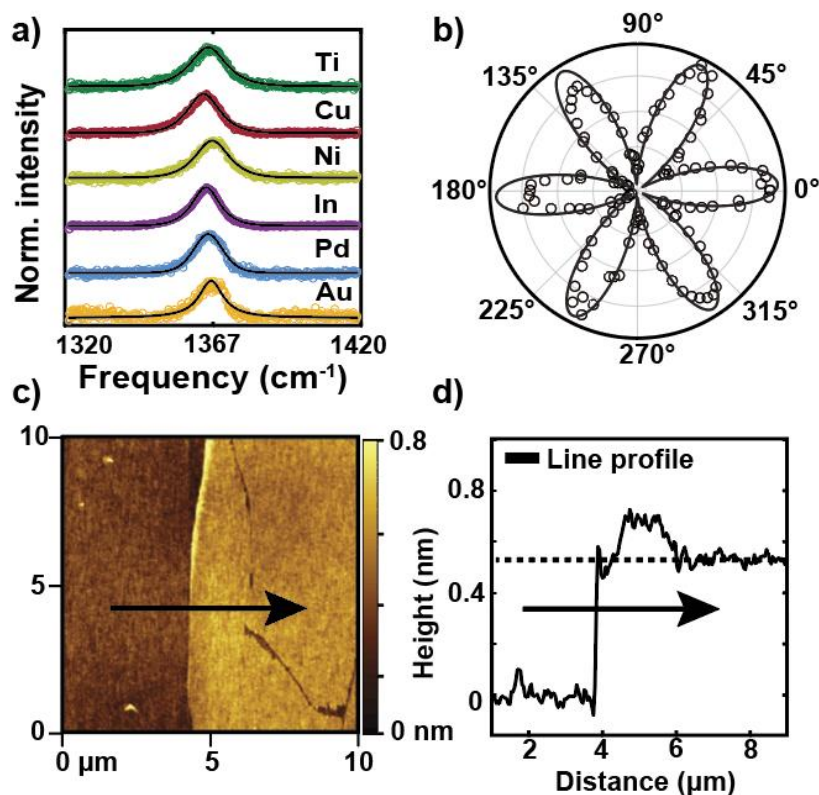 a)
Ti
Cu
Ni
In
Pd
Au
Norm. intensity
1320 1367 1420
Frequency (cm⁻¹)
b)
90°
135° 45°
180° 0°
225° 315°
270°
c)
10
5
0
0 µm 5 10
0.8
0 nm
d)
Line profile
0.8
0.4
0
Height (nm)
2 4 6 8
Distance (µm)